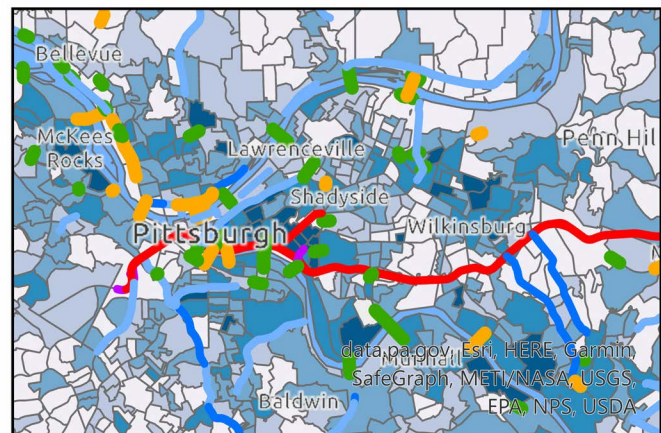 Bellevue
McKees
Rocks
Lawrenceville
Penn Hil
Shadyside
Pittsburgh
Wilkinsburg
M
Munhall
data.pa.gov, Esri, HERE, Garmin,
SafeGraph, METI/NASA, USGS,
EPA, NPS, USDA
Baldwin